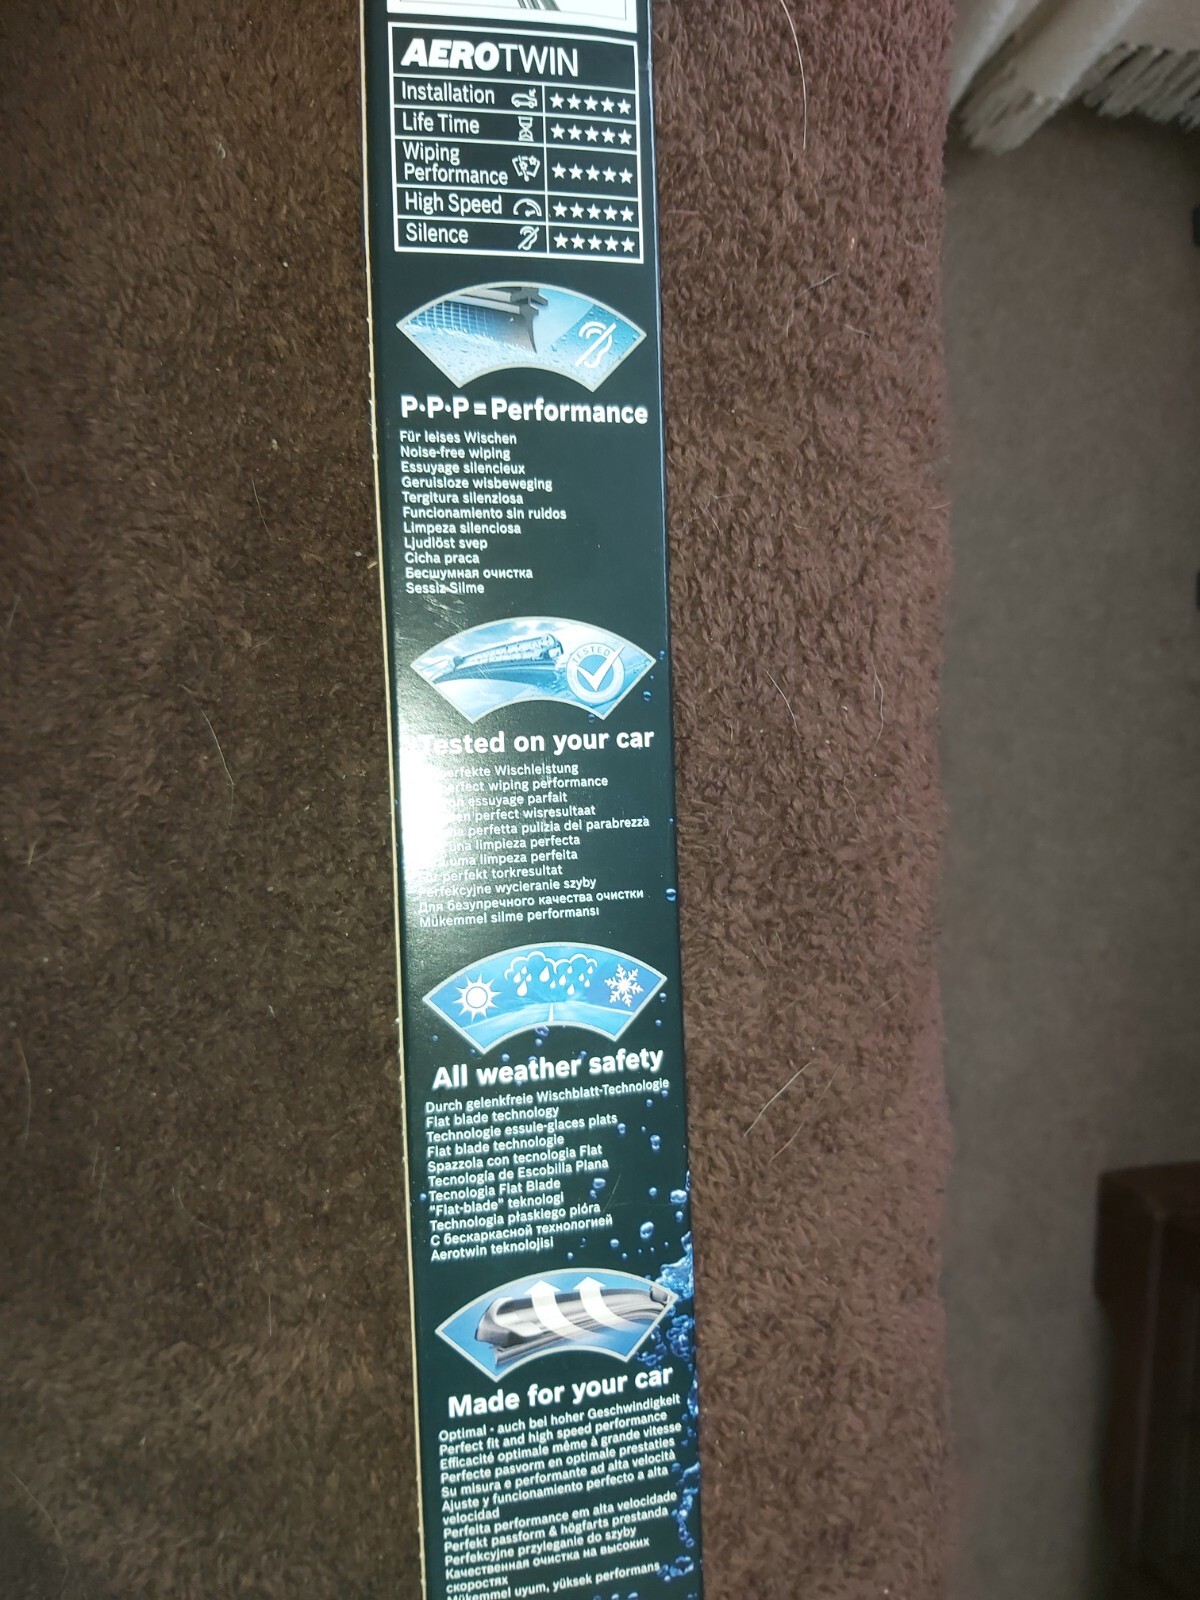 AEROTWIN
Installation ★★★★★
Life Time ★★★★★
Wiping
Performance ★★★★★
High Speed ★★★★★
Silence ★★★★★
P·P·P = Performance
Für leises Wischen
Noise-free wiping
Essuyage silencieux
Geruisloze wisbeweging
Tergitura silenziosa
Funcionamiento sin ruidos
Limpeza silenciosa
Ljudlöst svep
Cicha praca
Бесшумная очистка
Sessiz Silme
TESTED
Tested on your car
perfekte Wischleistung
perfect wiping performance
essuyage parfait
perfect wisresultaat
perfetta pulizia del parabrezza
una limpieza perfecta
uma limpeza perfeita
För perfekt torkresultat
Perfekcyjne wycieranie szyby
Для безупречного качества очистки
Mükemmel silme performansı
All weather safety
Durch gelenkfreie Wischblatt-Technologie
Flat blade technology
Technologie essuie-glaces plats
Flat blade technologie
Spazzola con tecnologia Flat
Tecnología de Escobilla Plana
Tecnologia Flat Blade
"Flat-blade" teknologi
Technologia płaskiego pióra
С бескаркасной технологией
Aerotwin teknolojisi
Made for your car
Optimal - auch bei hoher Geschwindigkeit
Perfect fit and high speed performance
Efficacité optimale même à grande vitesse
Perfecte pasvorm en optimale prestaties
Su misura e performante ad alta velocità
Ajuste y funcionamiento perfecto a alta
velocidad
Perfeita performance em alta velocidade
Perfekt passform & högfarts prestanda
Perfekcyjne przyleganie do szyby
Качественная очистка на высоких
скоростях
Mükemmel uyum, yüksek performans